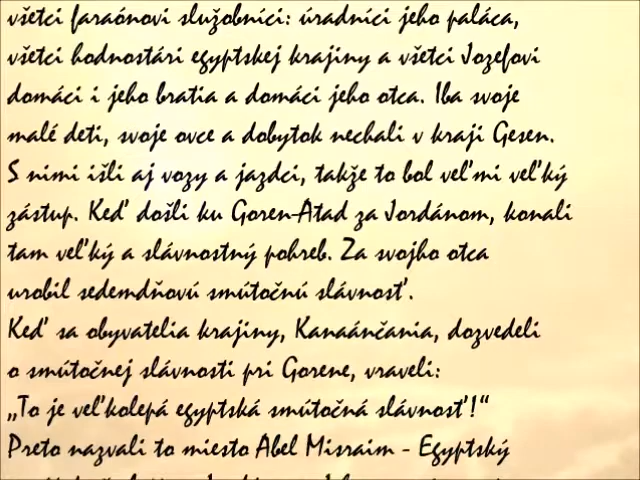 všetci faraónovi služobníci: úradníci jeho paláca,
všetci hodnostári egyptskej krajiny a všetci Jozefovi
domáci i jeho bratia a domáci jeho otca. Iba svoje
malé deti, svoje ovce a dobytok nechali v kraji Gesen.
S nimi išli aj vozy a jazdci, takže to bol veľmi veľký
zástup. Keď došli ku Goren-Atad za Jordánom, konali
tam veľký a slávnostný pohreb. Za svojho otca
urobil sedemdňovú smútočnú slávnosť.
Keď sa obyvatelia krajiny, Kanaánčania, dozvedeli
o smútočnej slávnosti pri Gorene, vraveli:
„To je veľkolepá egyptská smútočná slávnosť!“
Preto nazvali to miesto Abel Misraim - Egyptský